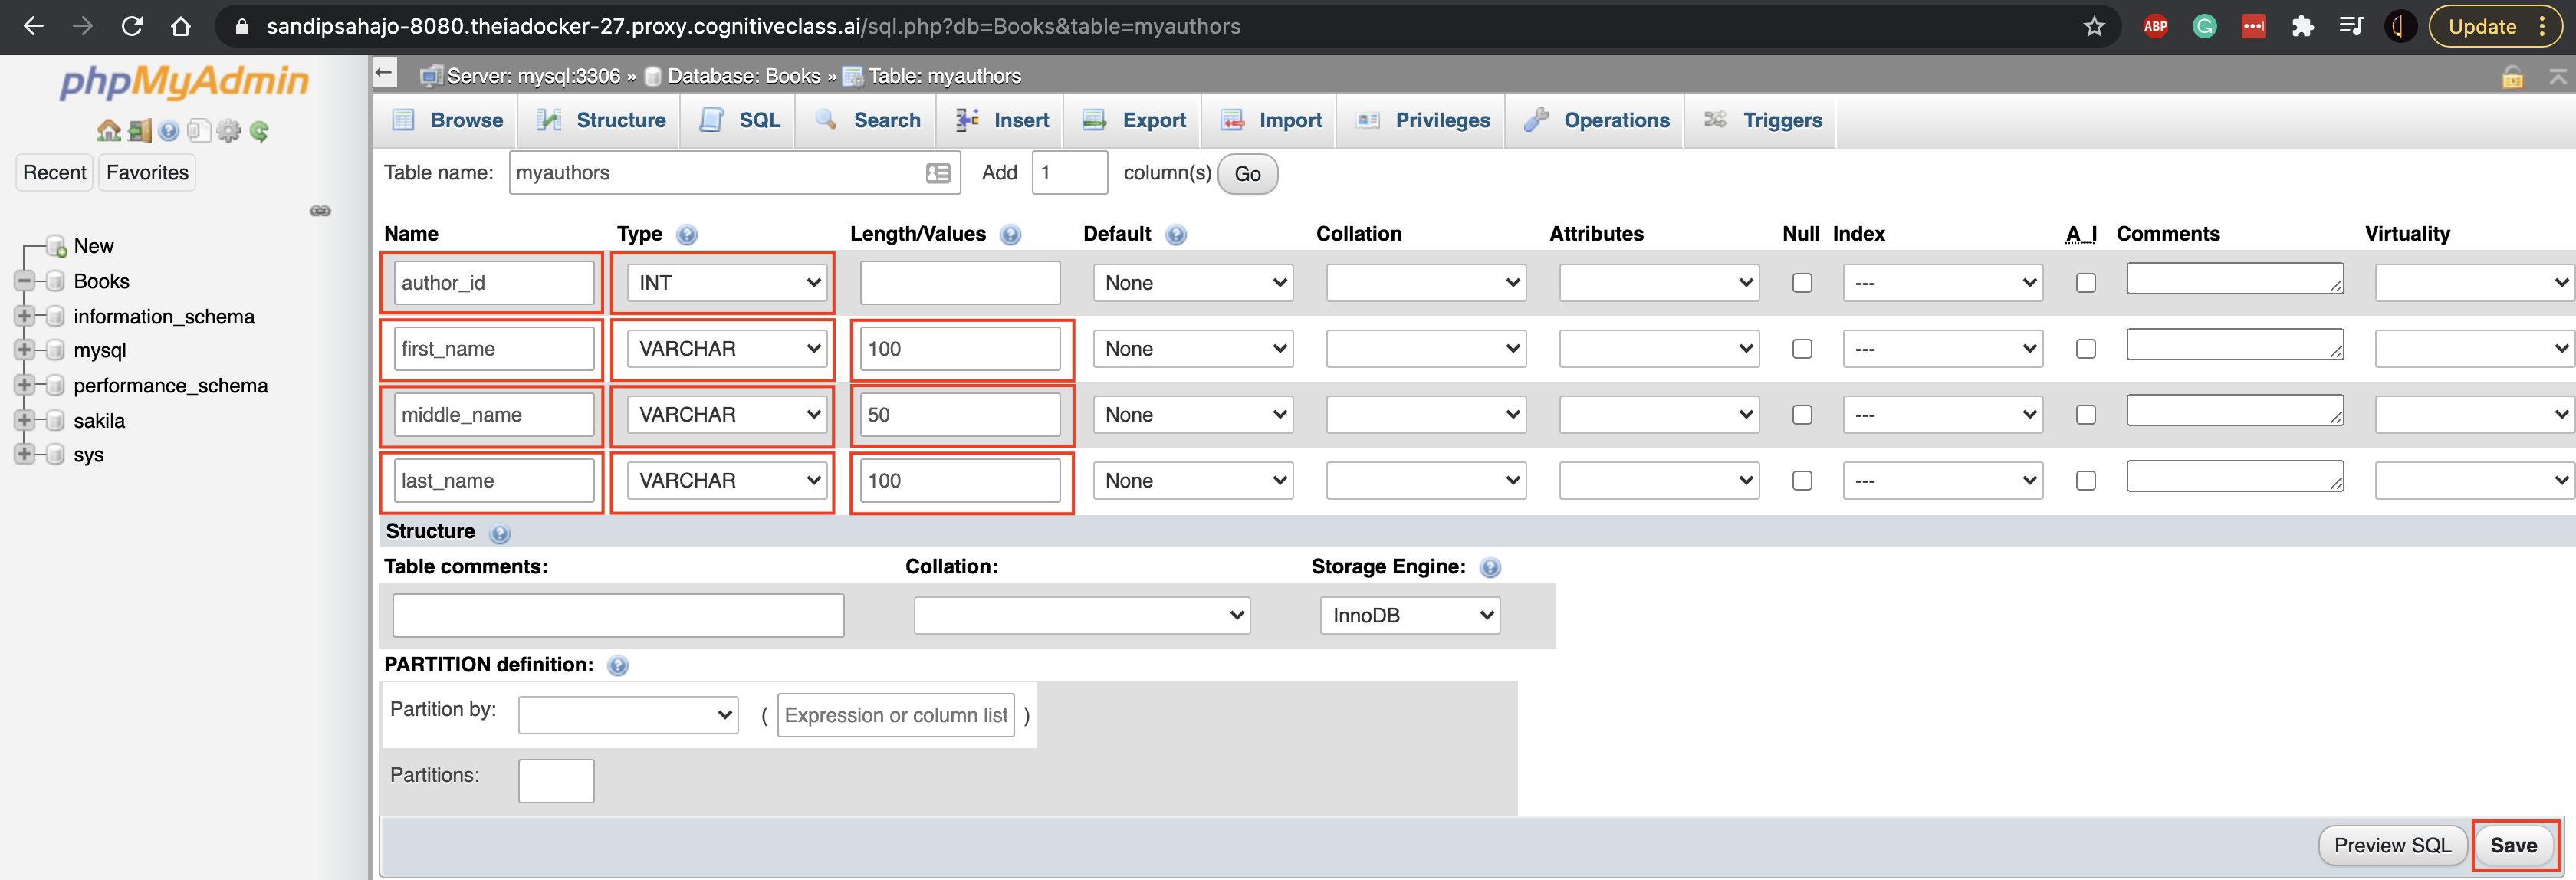 sandipsahajo-8080.theiadocker-27.proxy.cognitiveclass.ai/sql.php?db=Books&table=myauthors
ABP
G
Update
phpMyAdmin
Server: mysql:3306 » Database: Books » Table: myauthors
Browse Structure SQL Search Insert Export Import Privileges Operations Triggers
Recent Favorites
Table name: myauthors Add 1 column(s) Go
New
Books
information_schema
mysql
performance_schema
sakila
sys
Name Type Length/Values Default Collation Attributes Null Index A_I Comments Virtuality
author_id INT None ---
first_name VARCHAR 100 None ---
middle_name VARCHAR 50 None ---
last_name VARCHAR 100 None ---
Structure
Table comments: Collation: Storage Engine:
InnoDB
PARTITION definition:
Partition by: ( Expression or column list )
Partitions:
Preview SQL Save